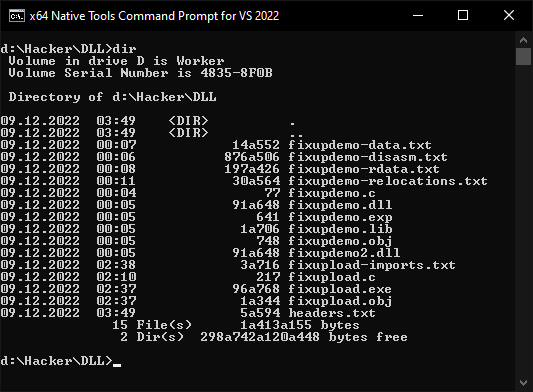 x64 Native Tools Command Prompt for VS 2022
d:\Hacker\DLL>dir
 Volume in drive D is Worker
 Volume Serial Number is 4835-8F0B

 Directory of d:\Hacker\DLL

09.12.2022  03:49    <DIR>          .
09.12.2022  03:49    <DIR>          ..
09.12.2022  00:07            14a552 fixupdemo-data.txt
09.12.2022  00:06           876a506 fixupdemo-disasm.txt
09.12.2022  00:08           197a426 fixupdemo-rdata.txt
09.12.2022  00:11            30a564 fixupdemo-relocations.txt
09.12.2022  00:04                77 fixupdemo.c
09.12.2022  00:05            91a648 fixupdemo.dll
09.12.2022  00:05               641 fixupdemo.exp
09.12.2022  00:05             1a706 fixupdemo.lib
09.12.2022  00:05               748 fixupdemo.obj
09.12.2022  00:05            91a648 fixupdemo2.dll
09.12.2022  02:38             3a716 fixupload-imports.txt
09.12.2022  02:10               217 fixupload.c
09.12.2022  02:37            96a768 fixupload.exe
09.12.2022  02:37             1a344 fixupload.obj
09.12.2022  03:49             5a594 headers.txt
              15 File(s)      1a413a155 bytes
               2 Dir(s)  298a742a120a448 bytes free

d:\Hacker\DLL>